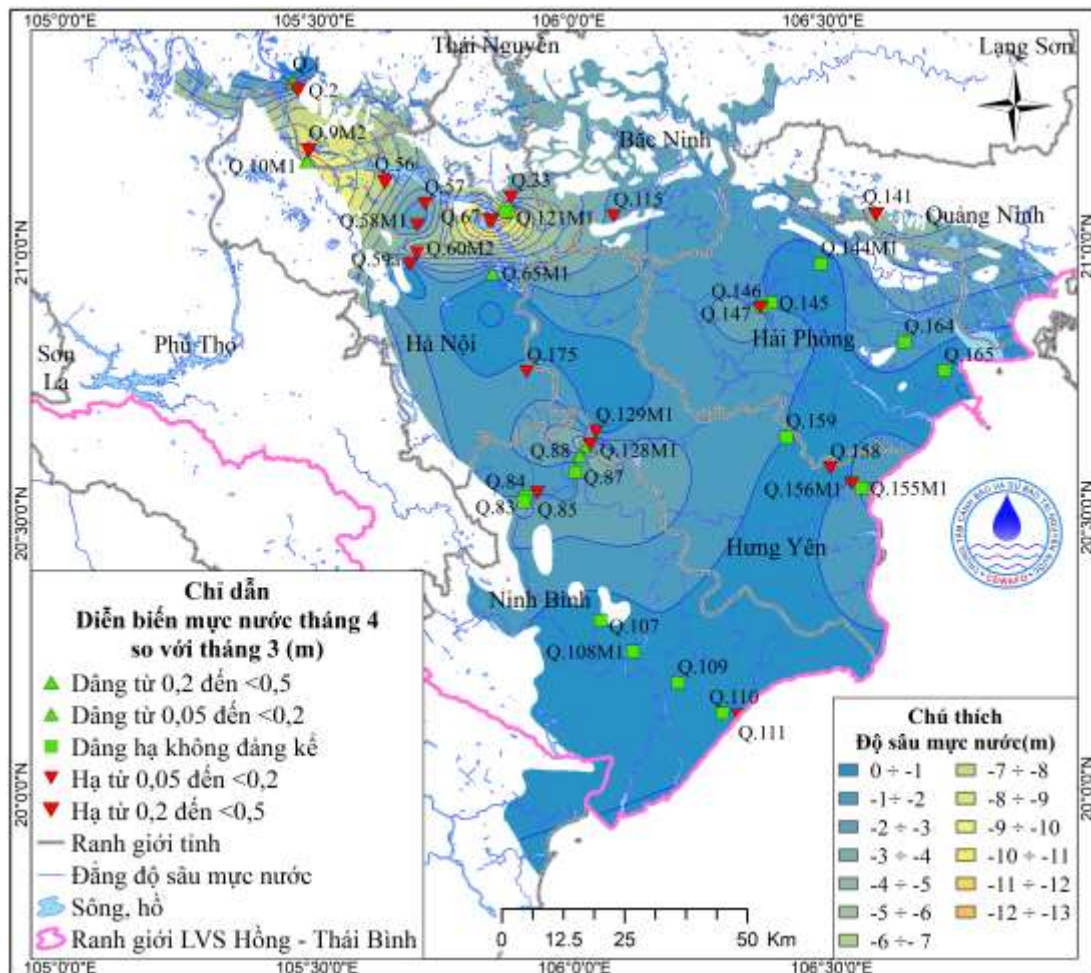 105°0'0"E
105°30'0"E
106°0'0"E
106°30'0"E
Thái Nguyên
Lạng Sơn
Q.1
Q.2
Bắc Ninh
Q.9M2
Q.10M1
Q.56
Q.33
Q.57
Q.115
Q.141
Q.67
Q.121M1
Quảng Ninh
Q.58M1
Q.144M1
21°0'0"N
21°0'0"N
Q.60M2
Q.65M1
Q.146
Q.145
Q.147
Hải Phòng
Q.164
Phú Thọ
Hà Nội
Sơn La
Q.175
Q.165
Q.129M1
Q.159
Q.88
Q.128M1
Q.158
Q.87
Q.84
Q.156M1
Q.155M1
Q.83
Q.85
20°30'0"N
20°30'0"N
Hưng Yên
Ninh Bình
Q.107
Q.108M1
Q.109
Q.110
Q.111
Chỉ dẫn
Diễn biến mực nước tháng 4
so với tháng 3 (m)
Dâng từ 0,2 đến <0,5
Dâng từ 0,05 đến <0,2
Dâng hạ không đáng kể
Hạ từ 0,05 đến <0,2
Hạ từ 0,2 đến <0,5
Ranh giới tỉnh
Đẳng độ sâu mực nước
Sông, hồ
Ranh giới LVS Hồng - Thái Bình
Chú thích
Độ sâu mực nước(m)
0 ÷ -1
-1÷ -2
-2 ÷ -3
-3 ÷ -4
-4 ÷ -5
-5 ÷ -6
-6 ÷- 7
-7 ÷ -8
-8 ÷ -9
-9 ÷ -10
-10 ÷ -11
-11 ÷ -12
-12 ÷ -13
20°0'0"N
20°0'0"N
0 12.5 25 50 Km
105°0'0"E
105°30'0"E
106°0'0"E
106°30'0"E